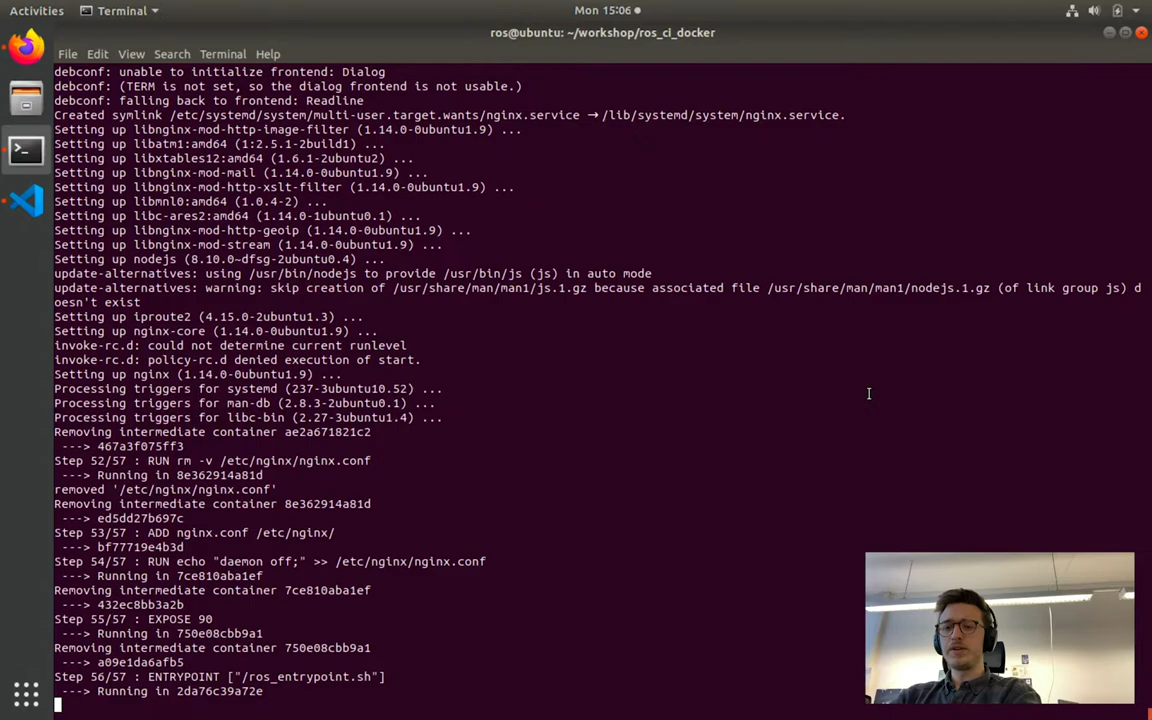 Activities Terminal Mon 15:06
ros@ubuntu: ~/workshop/ros_ci_docker
File Edit View Search Terminal Help
debconf: unable to initialize frontend: Dialog
debconf: (TERM is not set, so the dialog frontend is not usable.)
debconf: falling back to frontend: Readline
Created symlink /etc/systemd/system/multi-user.target.wants/nginx.service → /lib/systemd/system/nginx.service.
Setting up libnginx-mod-http-image-filter (1.14.0-0ubuntu1.9) ...
Setting up libatm1:amd64 (1:2.5.1-2build1) ...
Setting up libxtables12:amd64 (1.6.1-2ubuntu2) ...
Setting up libnginx-mod-mail (1.14.0-0ubuntu1.9) ...
Setting up libnginx-mod-http-xslt-filter (1.14.0-0ubuntu1.9) ...
Setting up libmnl0:amd64 (1.0.4-2) ...
Setting up libc-ares2:amd64 (1.14.0-1ubuntu0.1) ...
Setting up libnginx-mod-http-geoip (1.14.0-0ubuntu1.9) ...
Setting up libnginx-mod-stream (1.14.0-0ubuntu1.9) ...
Setting up nodejs (8.10.0~dfsg-2ubuntu0.4) ...
update-alternatives: using /usr/bin/nodejs to provide /usr/bin/js (js) in auto mode
update-alternatives: warning: skip creation of /usr/share/man/man1/js.1.gz because associated file /usr/share/man/man1/nodejs.1.gz (of link group js) d
oesn't exist
Setting up iproute2 (4.15.0-2ubuntu1.3) ...
Setting up nginx-core (1.14.0-0ubuntu1.9) ...
invoke-rc.d: could not determine current runlevel
invoke-rc.d: policy-rc.d denied execution of start.
Setting up nginx (1.14.0-0ubuntu1.9) ...
Processing triggers for systemd (237-3ubuntu10.52) ...
Processing triggers for man-db (2.8.3-2ubuntu0.1) ...
Processing triggers for libc-bin (2.27-3ubuntu1.4) ...
Removing intermediate container ae2a671821c2
---> 467a3f075ff3
Step 52/57 : RUN rm -v /etc/nginx/nginx.conf
---> Running in 8e362914a81d
removed '/etc/nginx/nginx.conf'
Removing intermediate container 8e362914a81d
---> ed5dd27b697c
Step 53/57 : ADD nginx.conf /etc/nginx/
---> bf77719e4b3d
Step 54/57 : RUN echo "daemon off;" >> /etc/nginx/nginx.conf
---> Running in 7ce810aba1ef
Removing intermediate container 7ce810aba1ef
---> 432ec8bb3a2b
Step 55/57 : EXPOSE 90
---> Running in 750e08cbb9a1
Removing intermediate container 750e08cbb9a1
---> a09e1da6afb5
Step 56/57 : ENTRYPOINT ["/ros_entrypoint.sh"]
---> Running in 2da76c39a72e